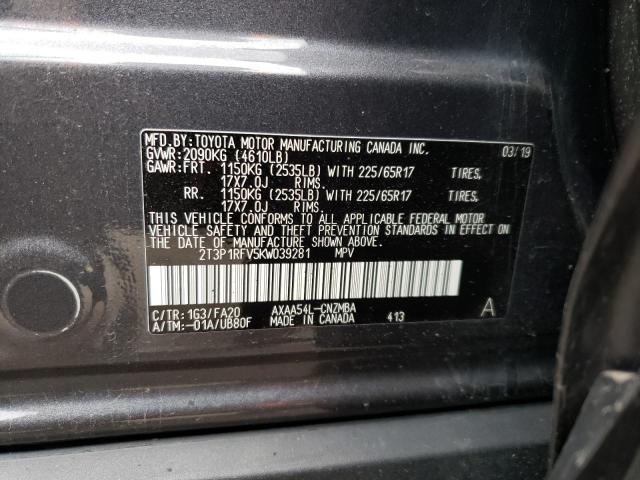 MFD.BY:TOYOTA MOTOR MANUFACTURING CANADA INC. 03/19
GVWR:2090KG (4610LB)
GAWR:FRT. 1150KG (2535LB) WITH 225/65R17 TIRES,
17X7.0J RIMS.
RR. 1150KG (2535LB) WITH 225/65R17 TIRES,
17X7.0J RIMS.
THIS VEHICLE CONFORMS TO ALL APPLICABLE FEDERAL MOTOR
VEHICLE SAFETY AND THEFT PREVENTION STANDARDS IN EFFECT ON
THE DATE OF MANUFACTURE SHOWN ABOVE.
2T3P1RFV5KW039281 MPV
C/TR:1G3/FA20 AXAA54L-CNZMBA A
A/TM:-01A/UB80F MADE IN CANADA 413